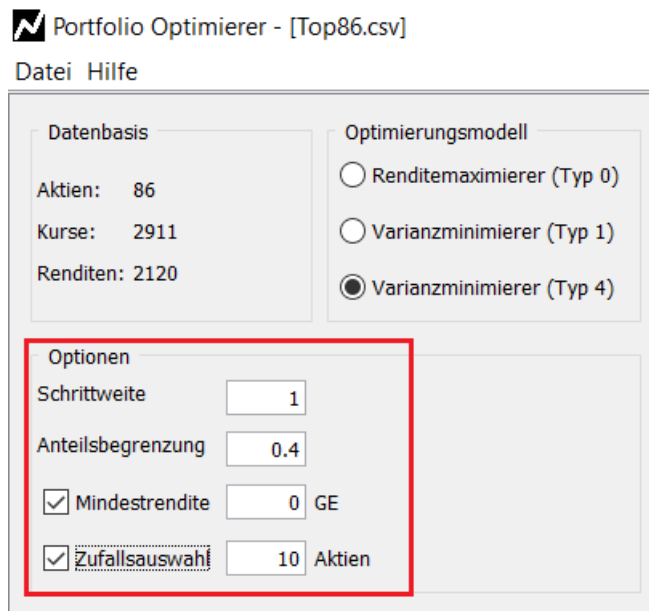 Portfolio Optimierer - [Top86.csv]
Datei Hilfe
Datenbasis
Aktien: 86
Kurse: 2911
Renditen: 2120
Optimierungsmodell
Renditemaximierer (Typ 0)
Varianzminimierer (Typ 1)
Varianzminimierer (Typ 4)
Optionen
Schrittweite 1
Anteilsbegrenzung 0.4
Mindestrendite 0 GE
Zufallsauswahl 10 Aktien